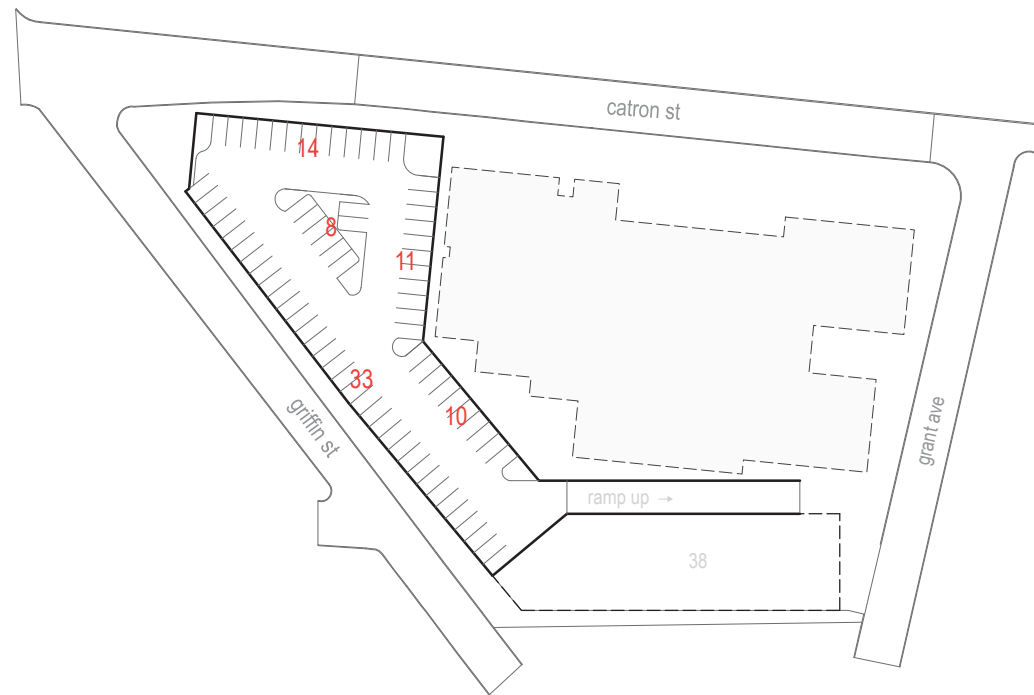 catron st
14
8
11
33
10
griffin st
grant ave
ramp up →
38